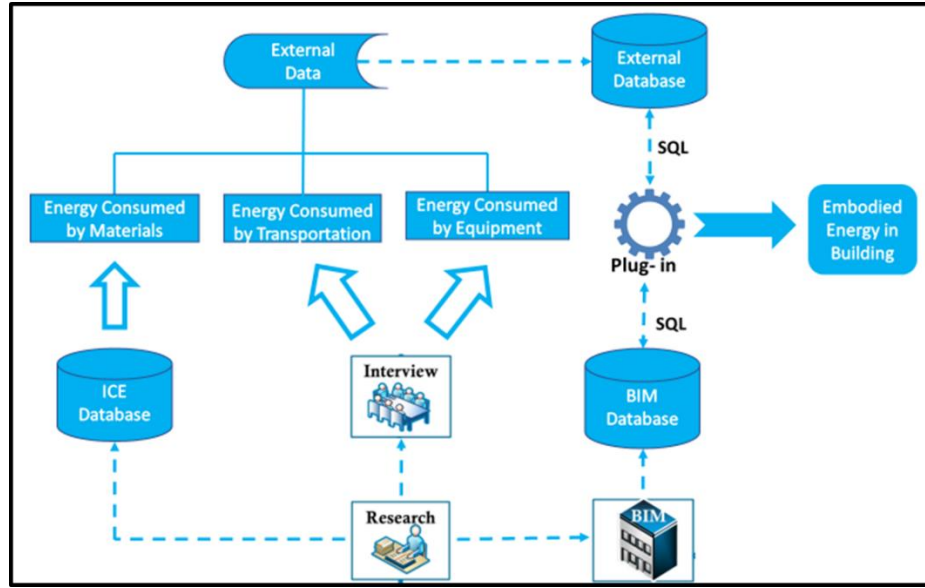 External
Data
External
Database
SQL
Energy Consumed
by Materials
Energy Consumed
by Transportation
Energy Consumed
by Equipment
Plug- in
Embodied
Energy in
Building
SQL
ICE
Database
Interview
BIM
Database
Research
BIM